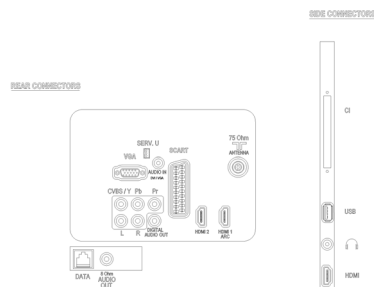 SIDE CONNECTORS
REAR CONNECTORS
CI
75 Ohm
ANTENNA
SERV. U
SCART
VGA
AUDIO IN
CVBS / Y Pb Pr
USB
L R DIGITAL
AUDIO OUT
HDMI 2
HDMI 1
ARC
DATA
8 Ohm
AUDIO
OUT
HDMI